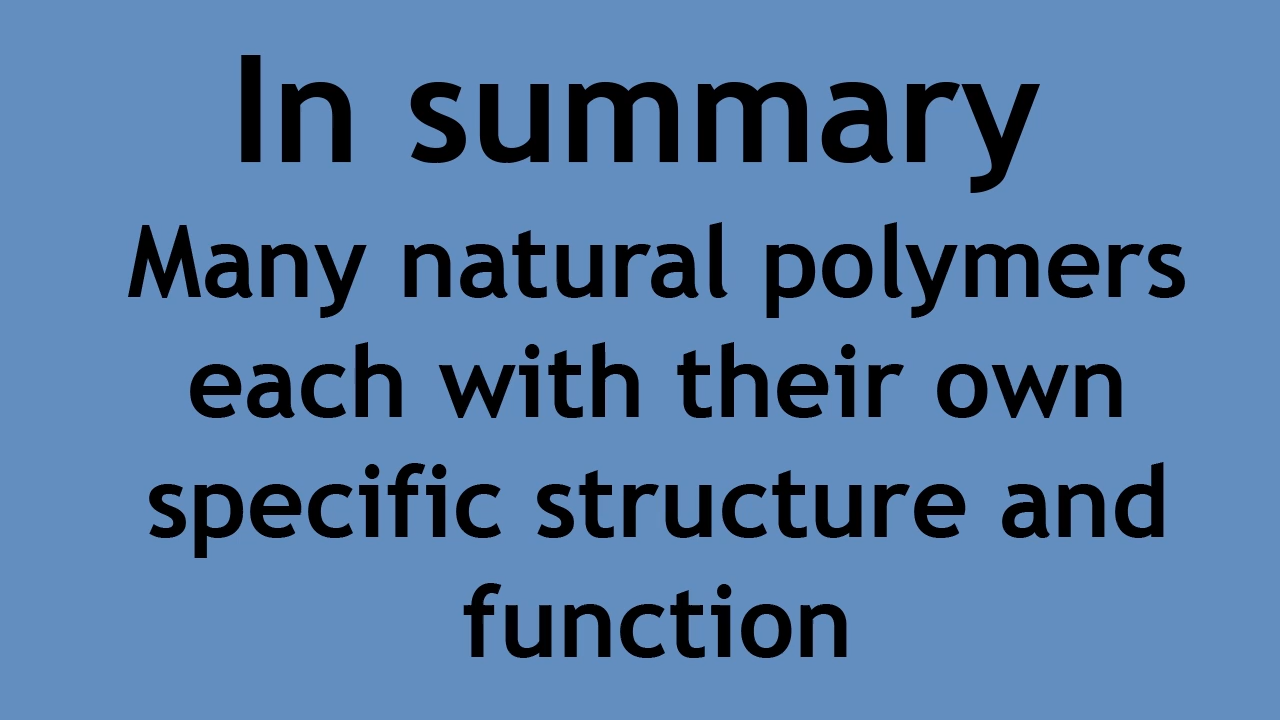 In summary
Many natural polymers
each with their own
specific structure and
function